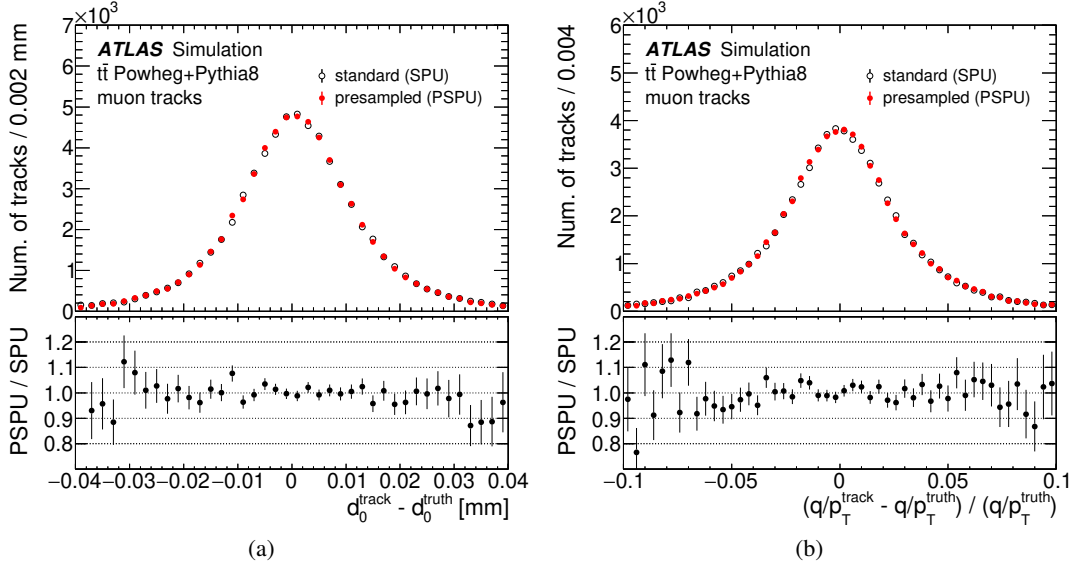 7×10³
ATLAS Simulation
tt̄ Powheg+Pythia8
muon tracks
standard (SPU)
presampled (PSPU)
Num. of tracks / 0.002 mm
7
6
5
4
3
2
1
0
PSPU / SPU
1.2
1.1
1.0
0.9
0.8
−0.04 −0.03 −0.02 −0.01 0 0.01 0.02 0.03 0.04
d₀^track - d₀^truth [mm]
(a)
6×10³
ATLAS Simulation
tt̄ Powheg+Pythia8
muon tracks
standard (SPU)
presampled (PSPU)
Num. of tracks / 0.004
6
5
4
3
2
1
0
PSPU / SPU
1.2
1.1
1.0
0.9
0.8
−0.1 −0.05 0 0.05 0.1
(q/p_T^track - q/p_T^truth) / (q/p_T^truth)
(b)